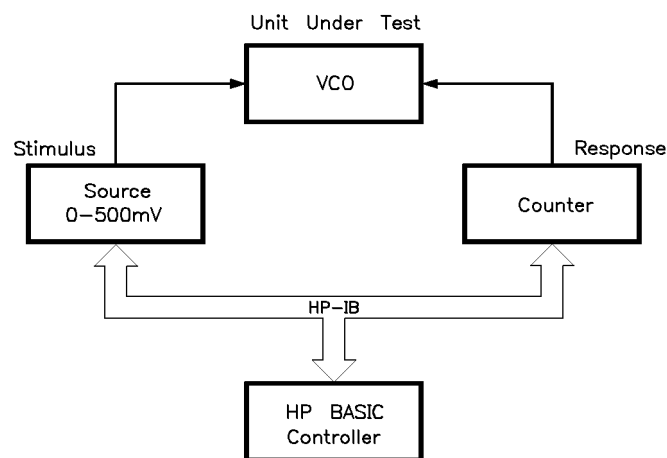 Unit Under Test
VCO
Stimulus
Response
Source
0-500mV
Counter
HP-IB
HP BASIC
Controller